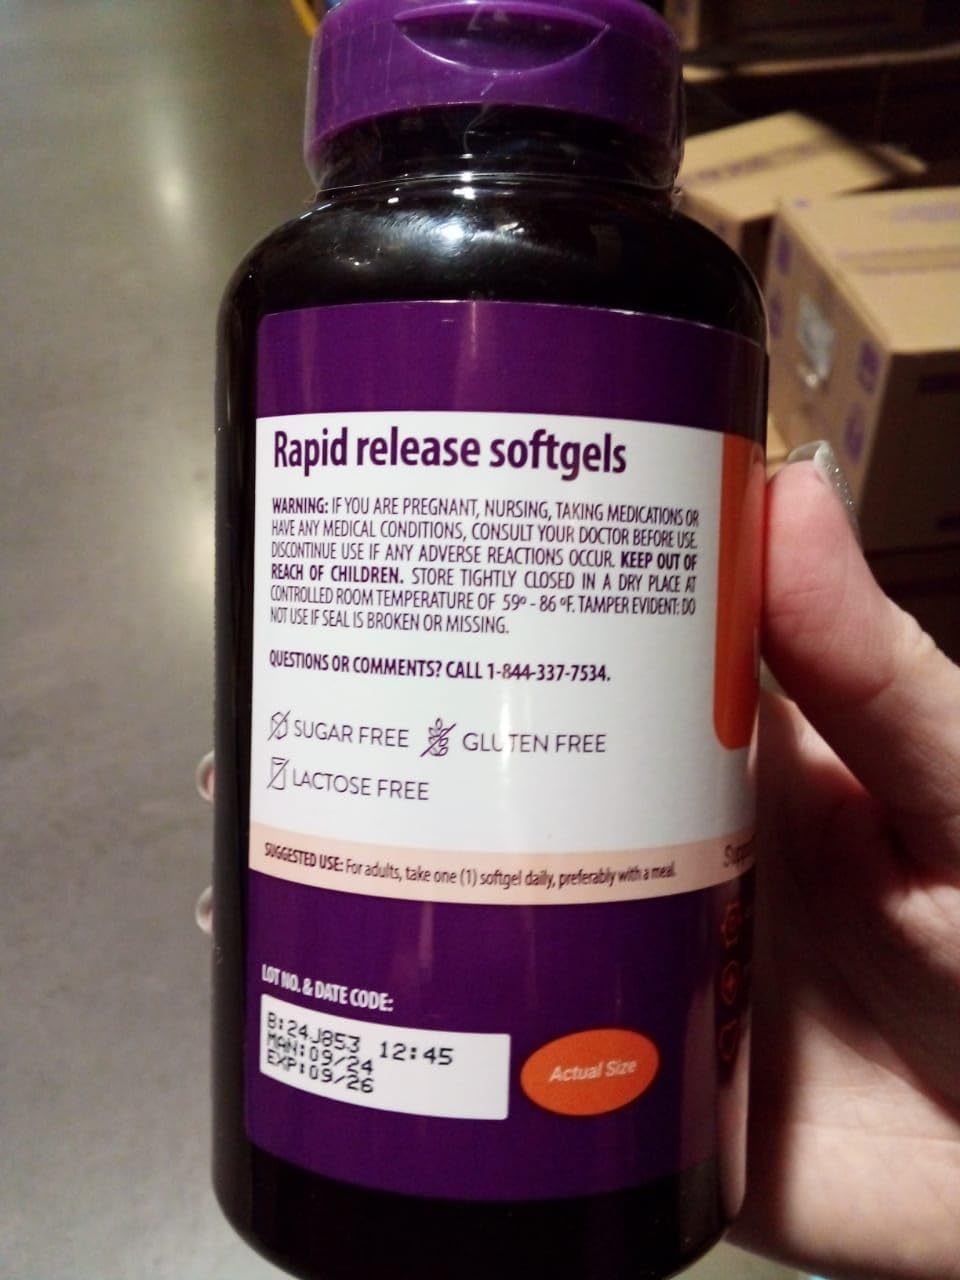 Rapid release softgels
WARNING: IF YOU ARE PREGNANT, NURSING, TAKING MEDICATIONS OR
HAVE ANY MEDICAL CONDITIONS, CONSULT YOUR DOCTOR BEFORE USE.
DISCONTINUE USE IF ANY ADVERSE REACTIONS OCCUR. KEEP OUT OF
REACH OF CHILDREN. STORE TIGHTLY CLOSED IN A DRY PLACE AT
CONTROLLED ROOM TEMPERATURE OF 59º - 86 ºF. TAMPER EVIDENT: DO
NOT USE IF SEAL IS BROKEN OR MISSING.
QUESTIONS OR COMMENTS? CALL 1-844-337-7534.
SUGAR FREE GLUTEN FREE
LACTOSE FREE
SUGGESTED USE: For adults, take one (1) softgel daily, preferably with a meal.
LOT NO. & DATE CODE:
B:24J853 12:45
MAN:09/24
EXP:09/26
Actual Size